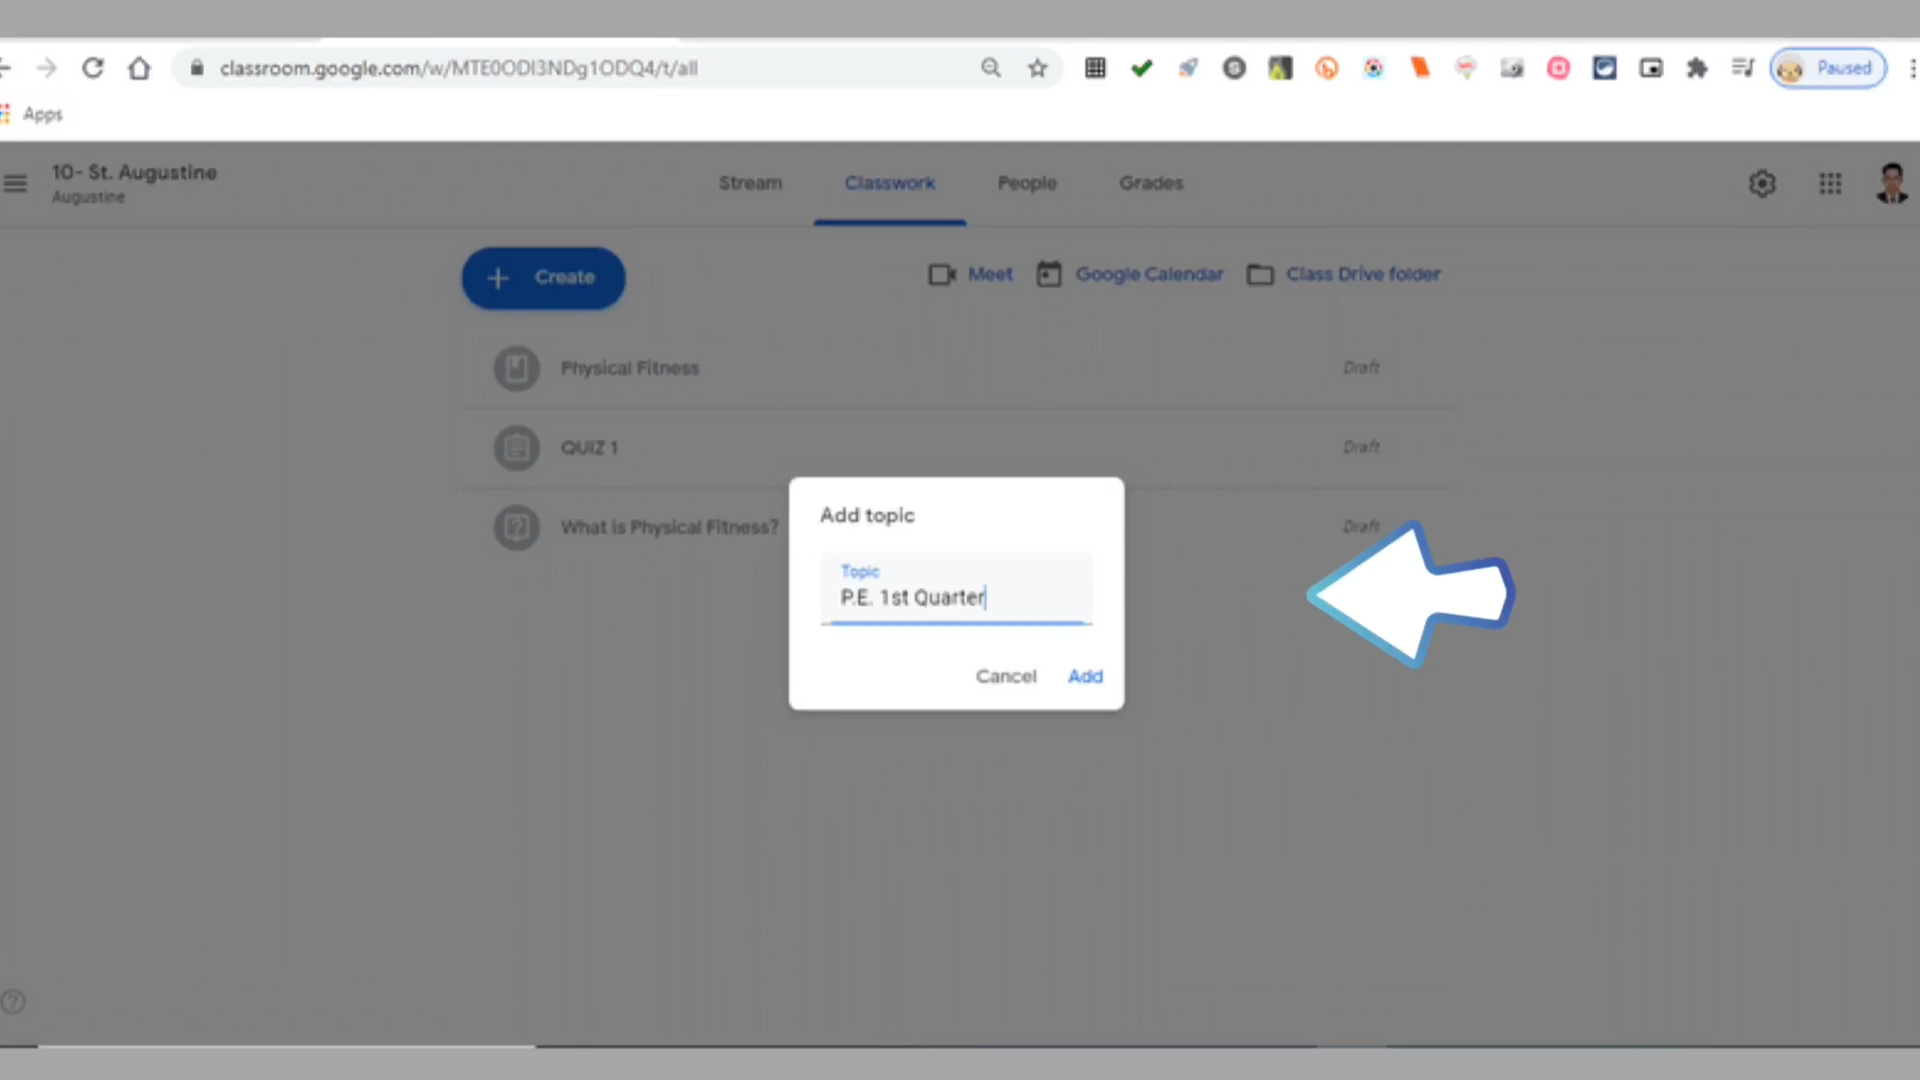 classroom.google.com/w/MTE0ODI3NDg1ODQ4/t/all
Paused
Apps
10- St. Augustine
Augustine
Stream
Classwork
People
Grades
Create
Meet
Google Calendar
Class Drive folder
Physical Fitness
Draft
QUIZ 1
Draft
What is Physical Fitness?
Draft
Add topic
Topic
P.E. 1st Quarter
Cancel
Add